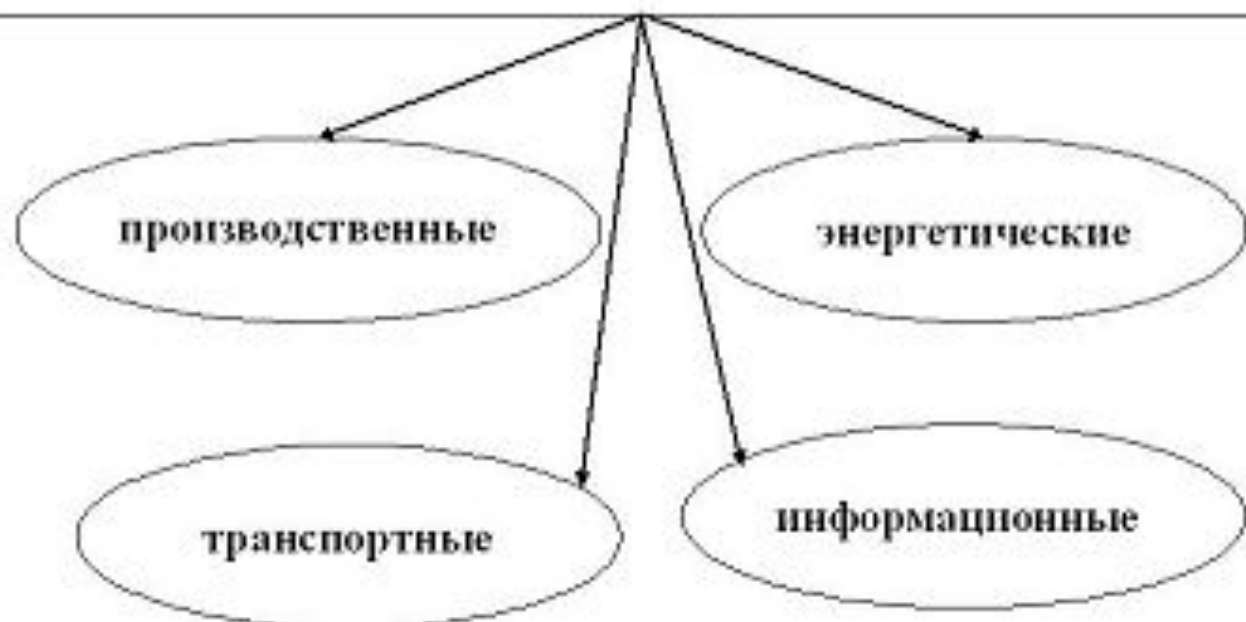 производственные
энергетические
транспортные
информационные